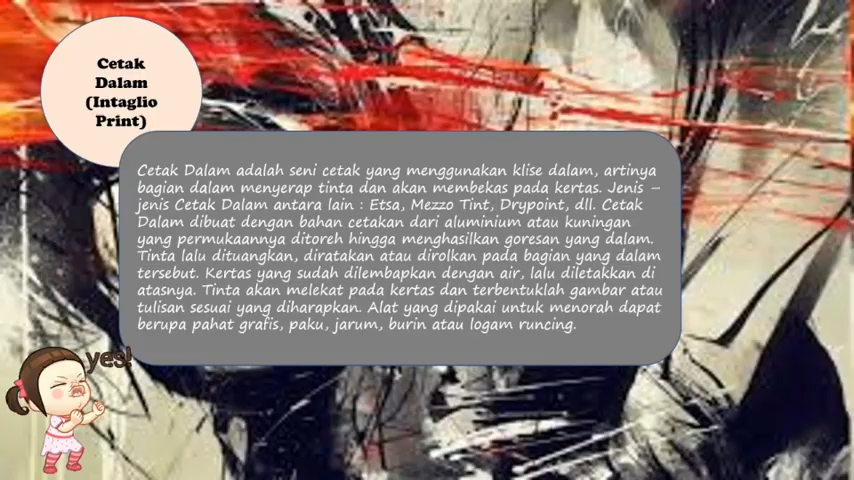 Cetak
Dalam
(Intaglio
Print)
Cetak Dalam adalah seni cetak yang menggunakan klise dalam, artinya
bagian dalam menyerap tinta dan akan membekas pada kertas. Jenis –
jenis Cetak Dalam antara lain : Etsa, Mezzo Tint, Drypoint, dll. Cetak
Dalam dibuat dengan bahan cetakan dari aluminium atau kuningan
yang permukaannya ditoreh hingga menghasilkan goresan yang dalam.
Tinta lalu dituangkan, diratakan atau dirolkan pada bagian yang dalam
tersebut. Kertas yang sudah dilembapkan dengan air, lalu diletakkan di
atasnya. Tinta akan melekat pada kertas dan terbentuklah gambar atau
tulisan sesuai yang diharapkan. Alat yang dipakai untuk menorah dapat
berupa pahat grafis, paku, jarum, burin atau logam runcing.
yes!